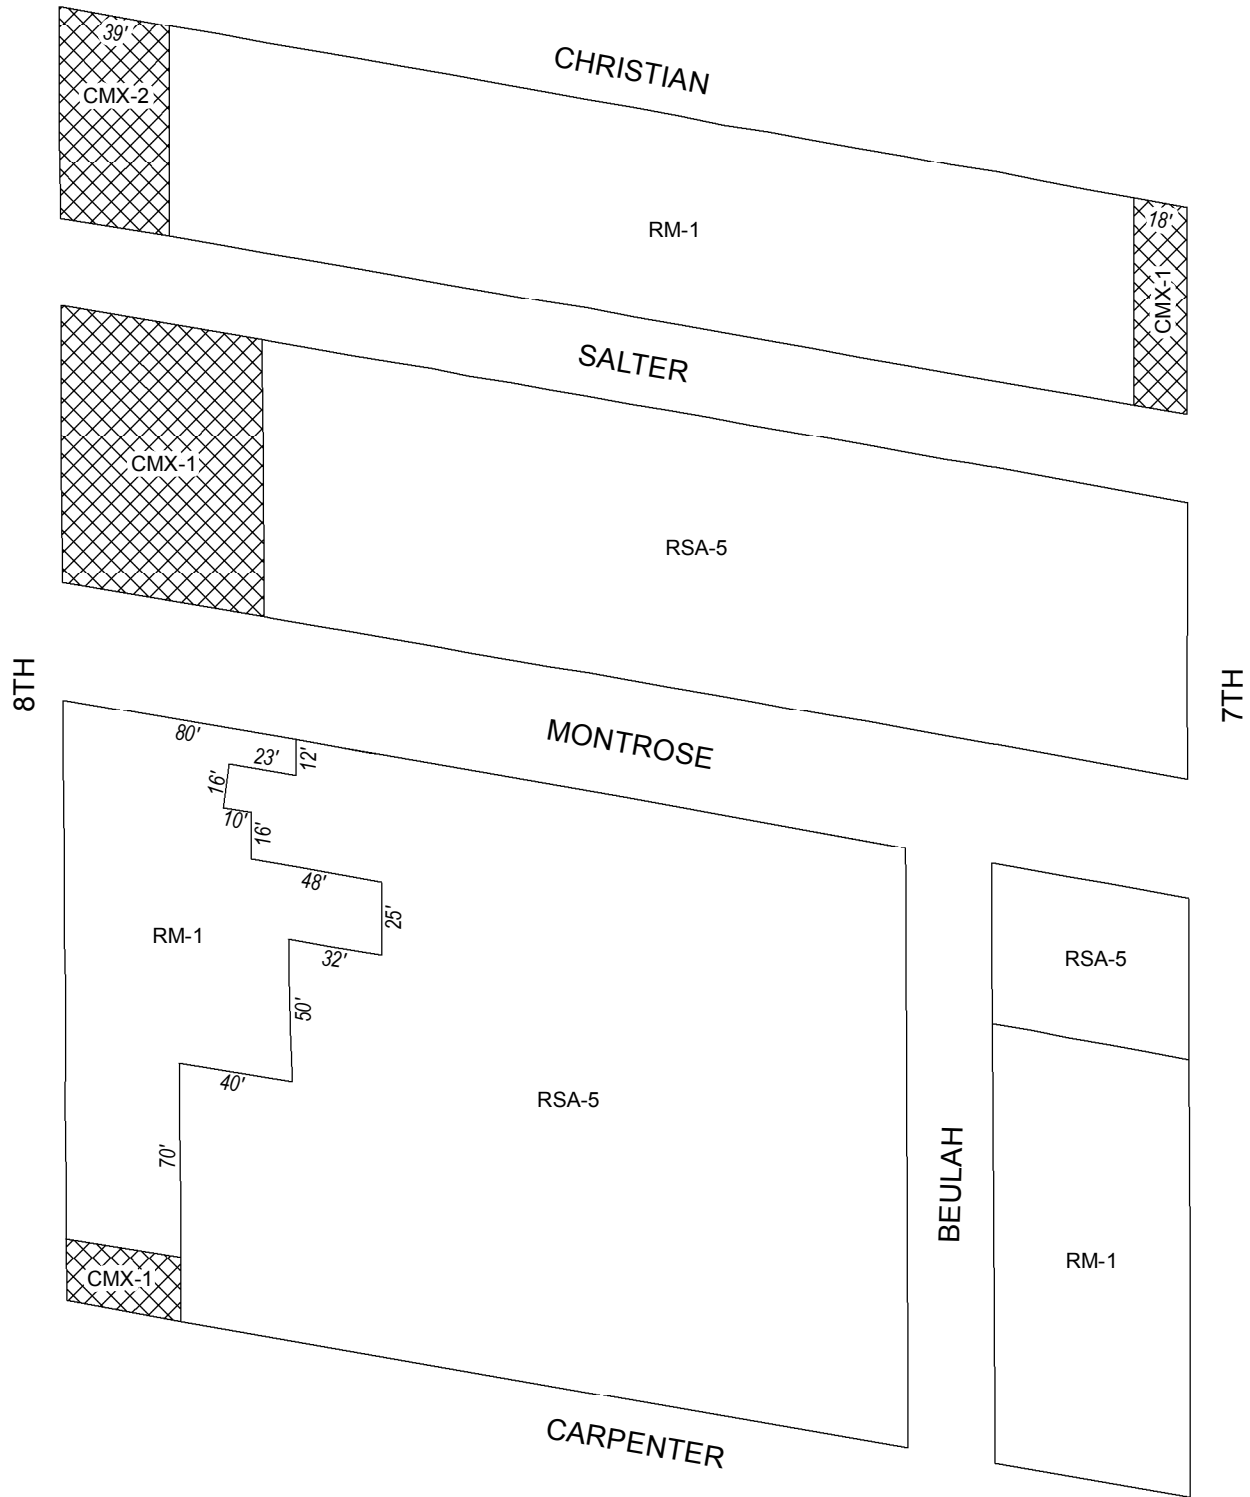 39'
CHRISTIAN
CMX-2
RM-1
18'
CMX-1
SALTER
CMX-1
RSA-5
8TH
7TH
MONTROSE
80'
12'
23'
16'
10'
16'
48'
25'
RM-1
32'
RSA-5
50'
40'
RSA-5
70'
BEULAH
RM-1
CMX-1
CARPENTER